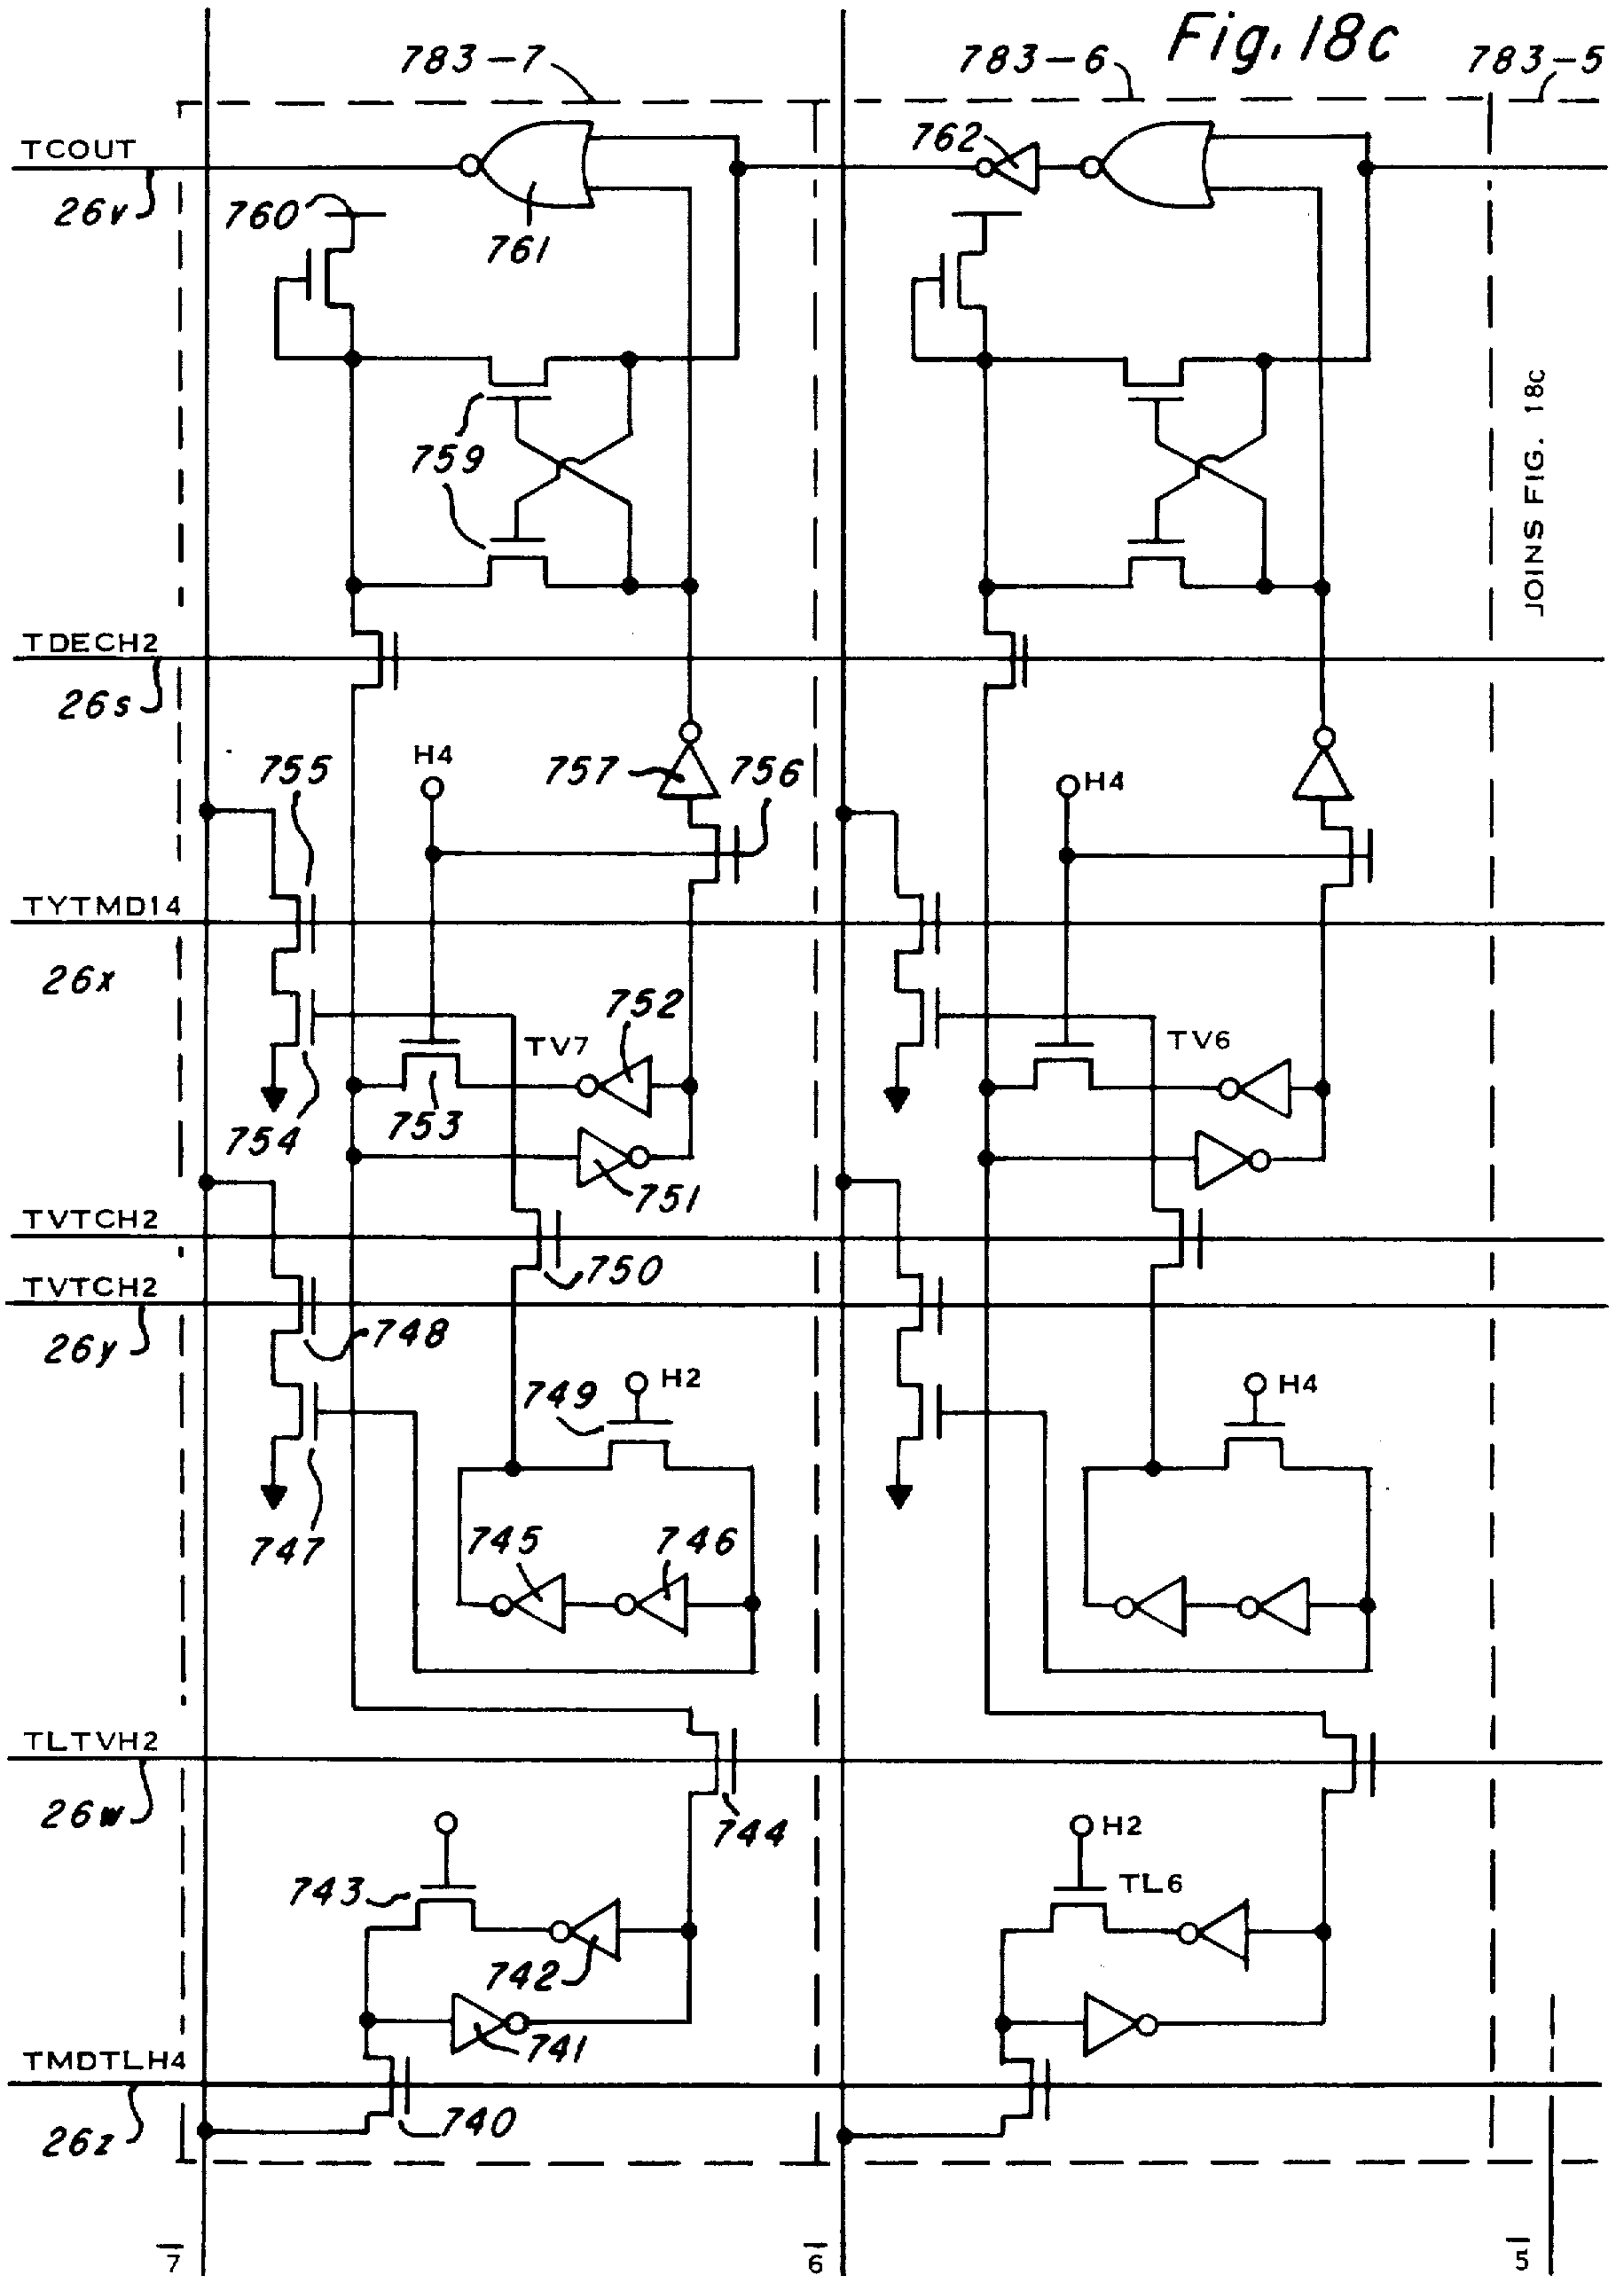 Fig. 18c
783-7
783-6
783-5
TCOUT
26v
760
761
762
759
JOINS FIG. 18c
TDECH2
26s
755
H4
757
756
H4
TYTMD14
26x
752
TV7
TV6
753
754
751
TVTCH2
750
TVTCH2
26y
748
749
H2
H4
747
745
746
TLTVH2
26w
744
743
H2
TL6
742
741
TMDTLH4
26z
740
7
6
5